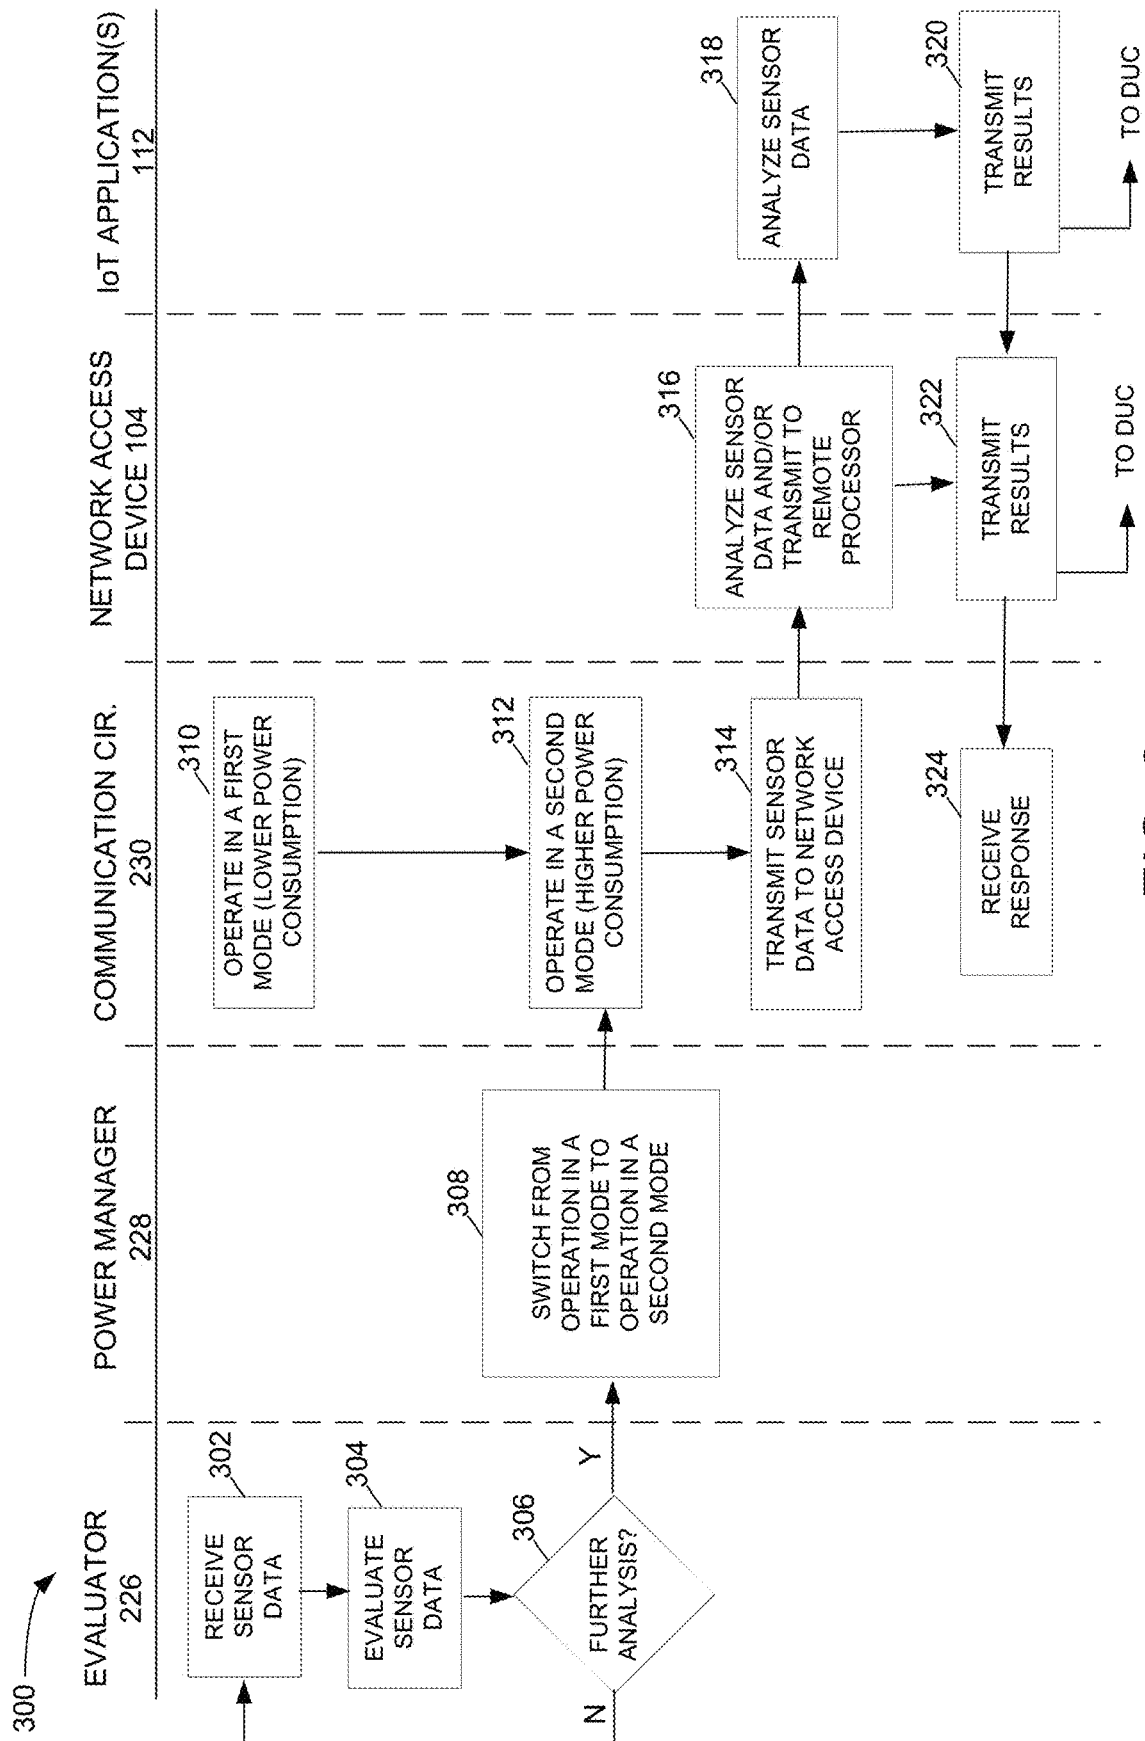 300
EVALUATOR
226
POWER MANAGER
228
COMMUNICATION CIR.
230
NETWORK ACCESS
DEVICE 104
IoT APPLICATION(S)
112
302
RECEIVE
SENSOR
DATA
304
EVALUATE
SENSOR
DATA
306
FURTHER
ANALYSIS?
N
Y
308
SWITCH FROM
OPERATION IN A
FIRST MODE TO
OPERATION IN A
SECOND MODE
310
OPERATE IN A FIRST
MODE (LOWER POWER
CONSUMPTION)
312
OPERATE IN A SECOND
MODE (HIGHER POWER
CONSUMPTION)
314
TRANSMIT SENSOR
DATA TO NETWORK
ACCESS DEVICE
316
ANALYZE SENSOR
DATA AND/OR
TRANSMIT TO
REMOTE
PROCESSOR
318
ANALYZE SENSOR
DATA
320
TRANSMIT
RESULTS
TO DUC
322
TRANSMIT
RESULTS
TO DUC
324
RECEIVE
RESPONSE